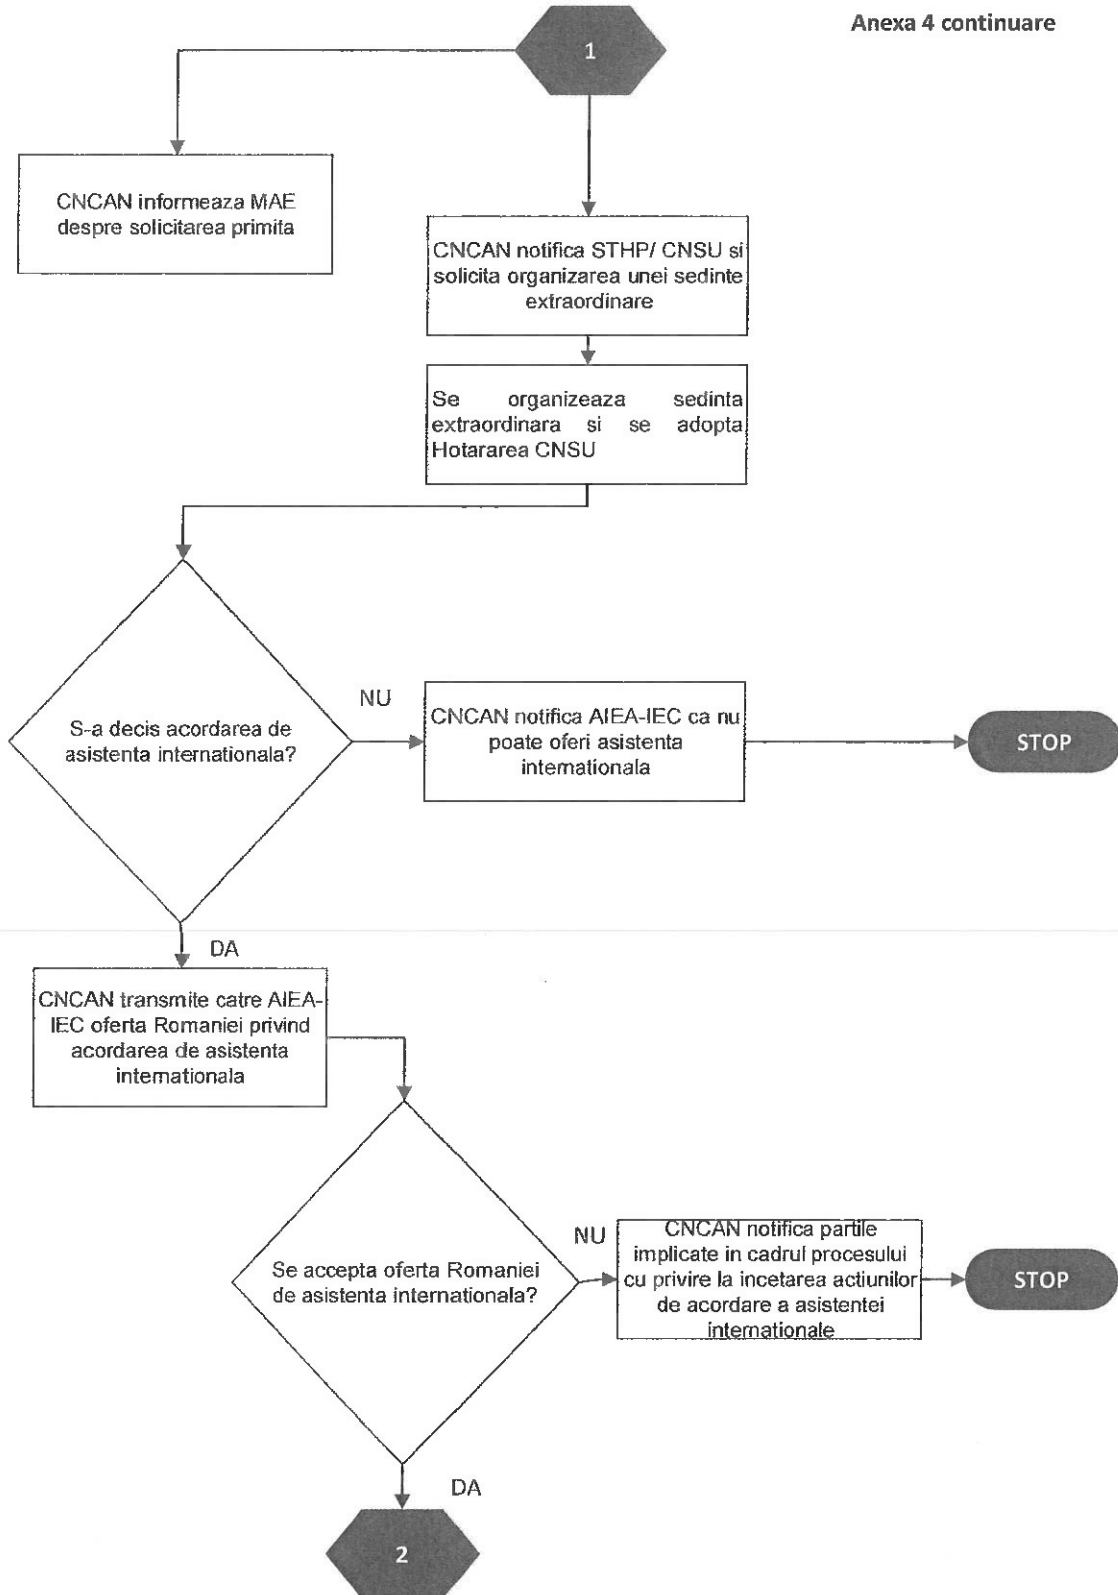 Anexa 4 continuare
1
CNCAN informeaza MAE
despre solicitarea primita
CNCAN notifica STHP/ CNSU si
solicita organizarea unei sedinte
extraordinare
Se organizeaza sedinta
extraordinara si se adopta
Hotararea CNSU
S-a decis acordarea de
asistenta internationala?
NU
CNCAN notifica AIEA-IEC ca nu
poate oferi asistenta
internationala
STOP
DA
CNCAN transmite catre AIEA-
IEC oferta Romaniei privind
acordarea de asistenta
internationala
Se accepta oferta Romaniei
de asistenta internationala?
NU
CNCAN notifica partile
implicate in cadrul procesului
cu privire la incetarea actiunilor
de acordare a asistentei
internationale
STOP
DA
2